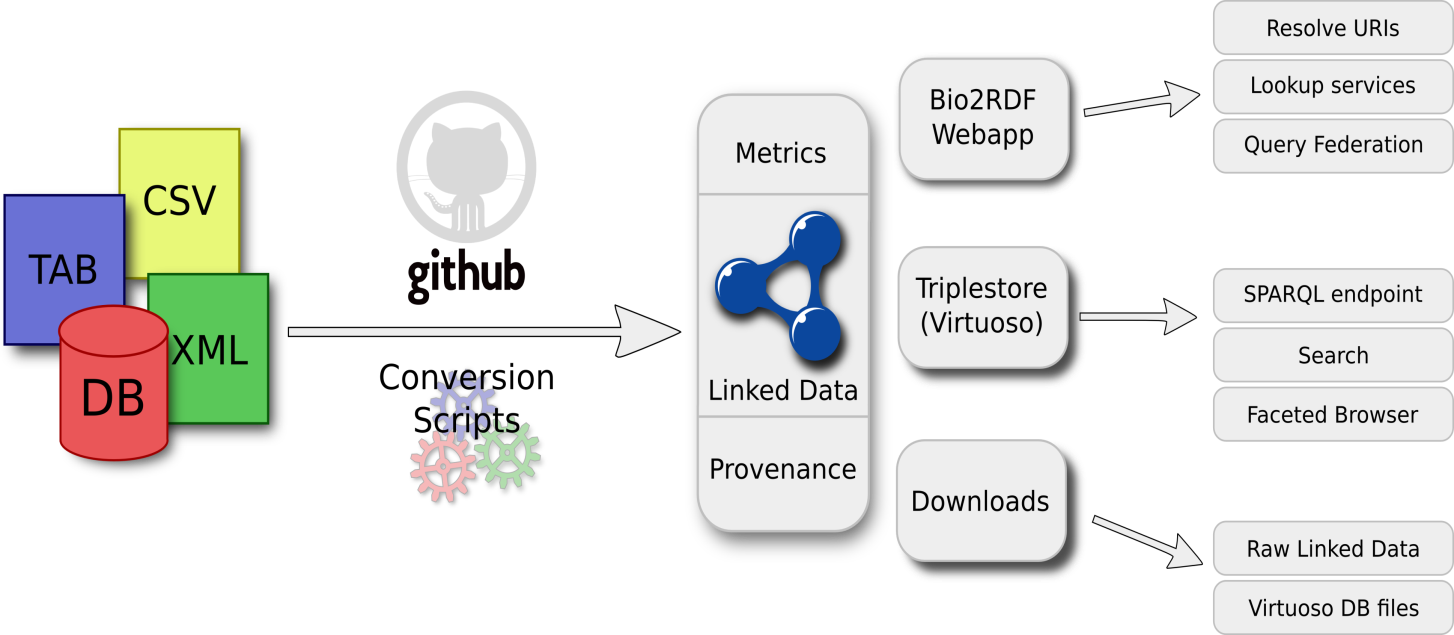 CSV
TAB
XML
DB
github
Conversion
Scripts
Metrics
Linked Data
Provenance
Bio2RDF
Webapp
Resolve URIs
Lookup services
Query Federation
Triplestore
(Virtuoso)
SPARQL endpoint
Search
Faceted Browser
Downloads
Raw Linked Data
Virtuoso DB files